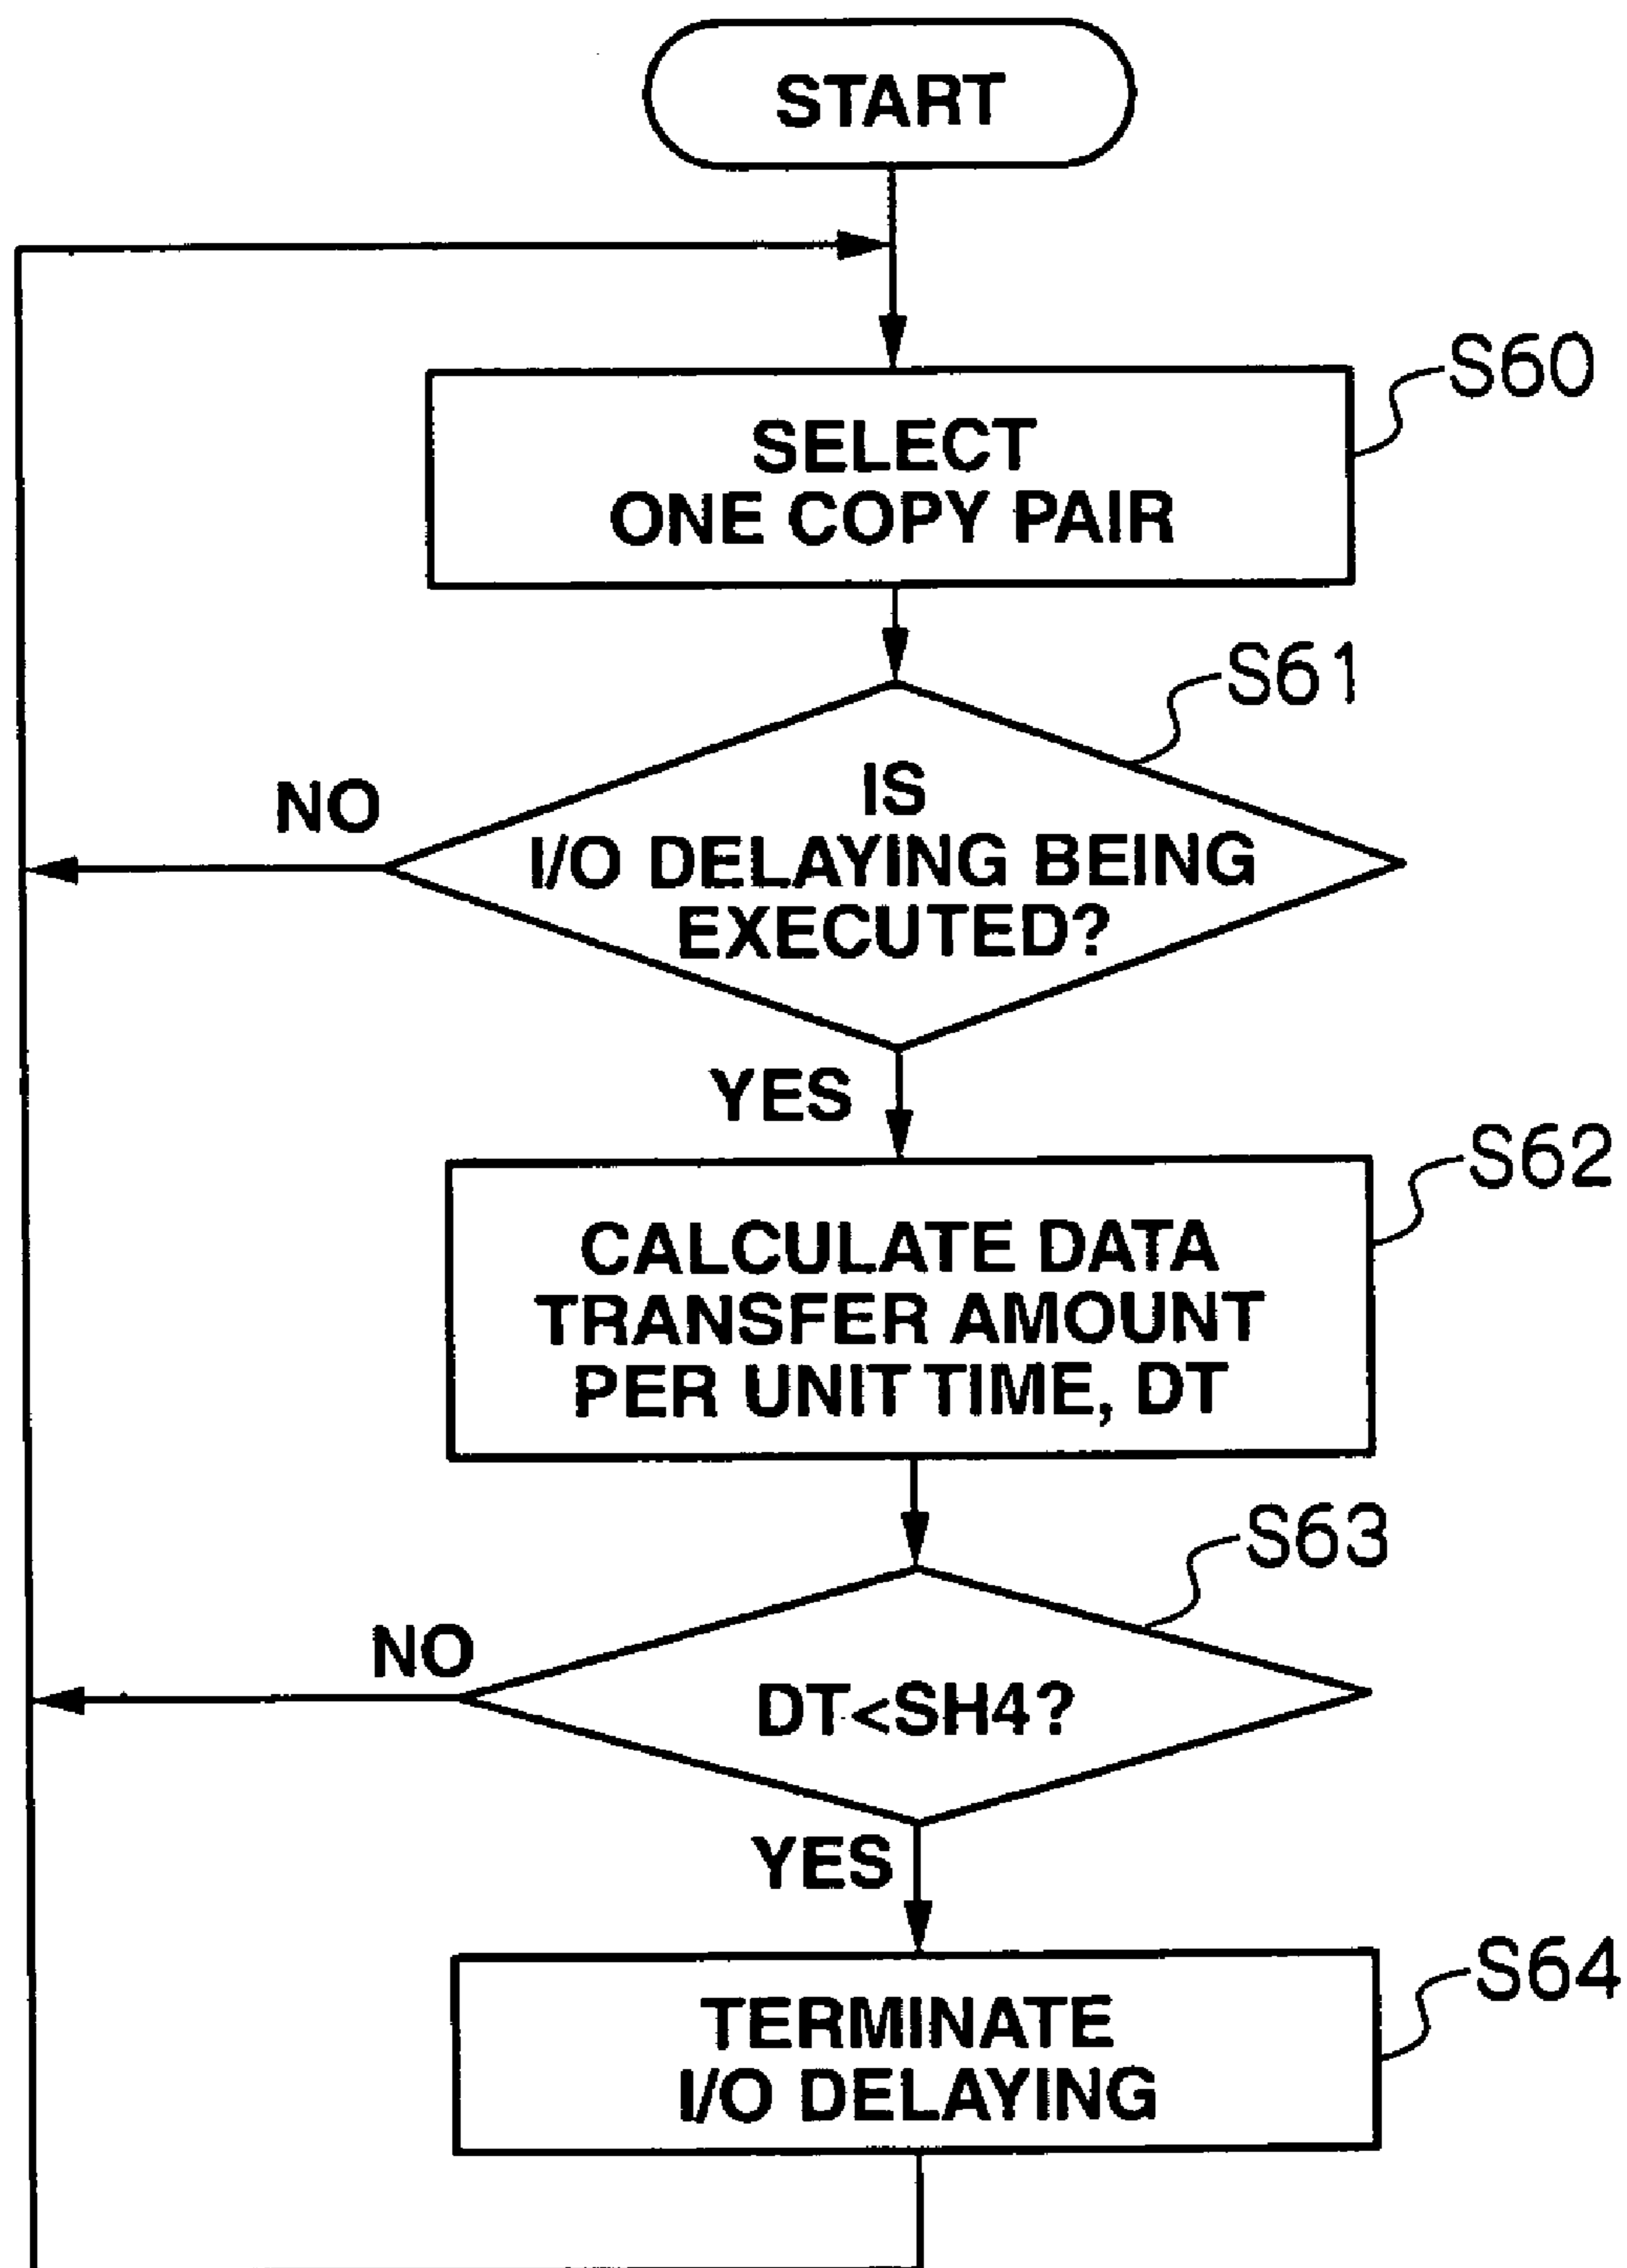 START
S60
SELECT
ONE COPY PAIR
S61
IS
I/O DELAYING BEING
EXECUTED?
NO
YES
S62
CALCULATE DATA
TRANSFER AMOUNT
PER UNIT TIME, DT
S63
NO
DT<SH4?
YES
S64
TERMINATE
I/O DELAYING